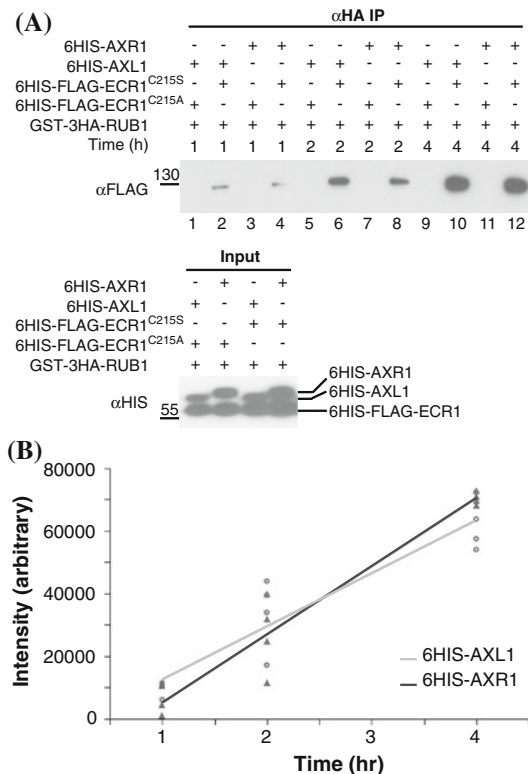 (A)
αHA IP
6HIS-AXR1 - - + + - - + + - - + +
6HIS-AXL1 + + - - + + - - + + - -
6HIS-FLAG-ECR1C215S - + - + - + - + - + - +
6HIS-FLAG-ECR1C215A + - + - + - + - + - + -
GST-3HA-RUB1 + + + + + + + + + + + +
Time (h) 1 1 1 1 2 2 2 2 4 4 4 4
αFLAG 130
1 2 3 4 5 6 7 8 9 10 11 12
Input
6HIS-AXR1 - + - +
6HIS-AXL1 + - + -
6HIS-FLAG-ECR1C215S - - + +
6HIS-FLAG-ECR1C215A + + - -
GST-3HA-RUB1 + + + +
αHIS 55
6HIS-AXR1
6HIS-AXL1
6HIS-FLAG-ECR1
(B)
80000
60000
40000
20000
0
Intensity (arbitrary)
6HIS-AXL1
6HIS-AXR1
1 2 3 4
Time (hr)